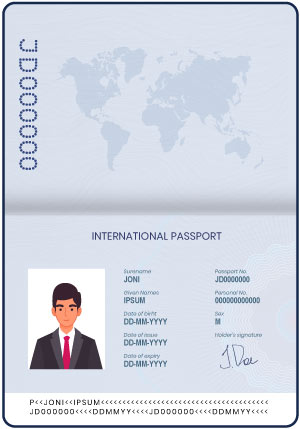 JD000000
INTERNATIONAL PASSPORT
Surename
JONI
Passport No.
JD0000000
Given Names
IPSUM
Personal No.
000000000000
Date of birth
DD-MM-YYYY
Sex
M
Date of issue
DD-MM-YYYY
Holder's signature
J.Doe
Date of expiry
DD-MM-YYYY
P<<JONI<<IPSUM<<<<<<<<<<<<<<<<<<<<<<<<<<<<<<
JD000000<<<<DDMMYY<<<<JD000000<<<<DDMMYY<<<<